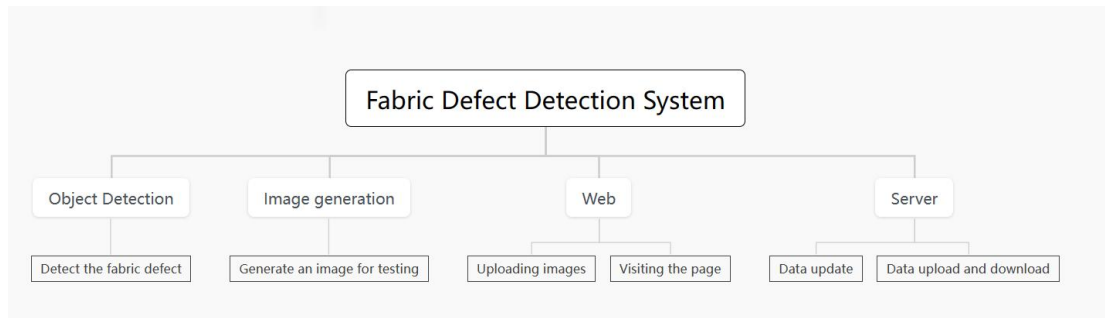 Fabric Defect Detection System
Object Detection
Image generation
Web
Server
Detect the fabric defect
Generate an image for testing
Uploading images
Visiting the page
Data update
Data upload and download